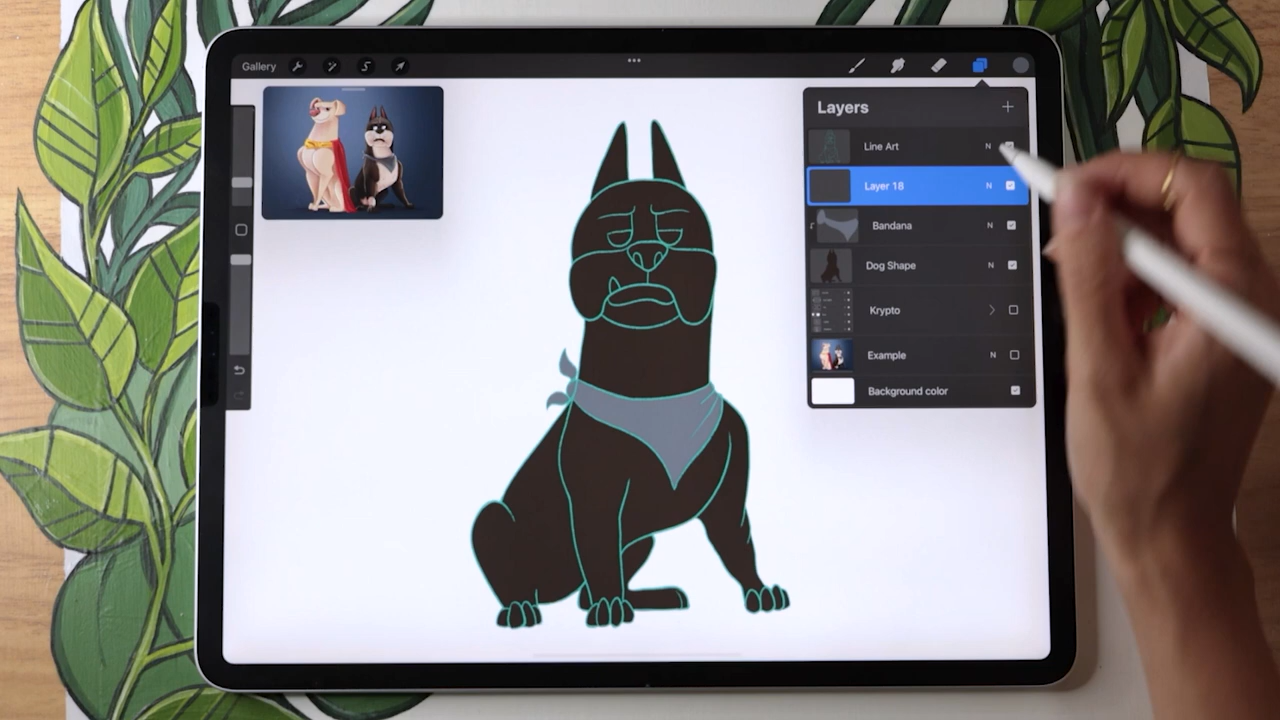 Gallery
Layers
Line Art N
Layer 18 N
Bandana N
Dog Shape N
Krypto
Example N
Background color